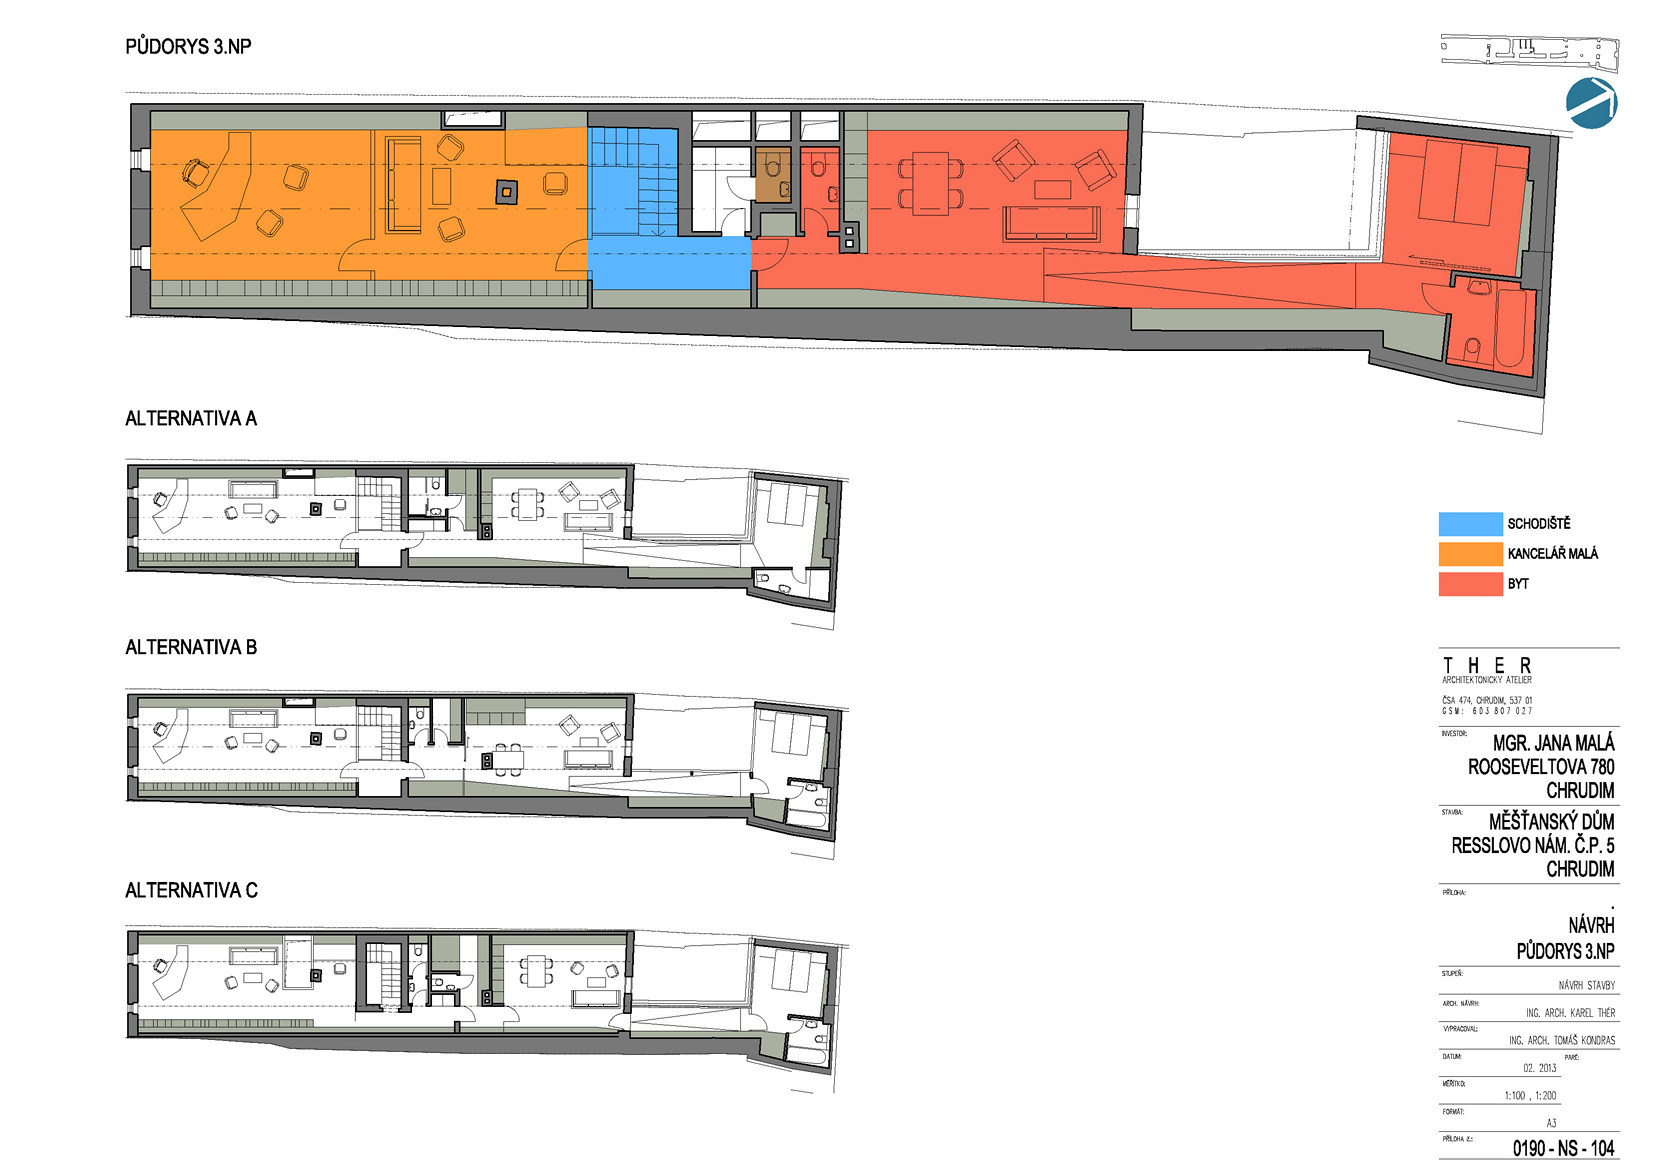 PŮDORYS 3.NP
ALTERNATIVA A
ALTERNATIVA B
ALTERNATIVA C
SCHODIŠTĚ
KANCELÁŘ MALÁ
BYT
T H E R
ARCHITEKTONICKÝ ATELIER
ČSA 474, CHRUDIM, 537 01
GSM: 603 807 027
INVESTOR:
MGR. JANA MALÁ
ROOSEVELTOVA 780
CHRUDIM
STAVBA:
MĚŠŤANSKÝ DŮM
RESSLOVO NÁM. Č.P. 5
CHRUDIM
PŘÍLOHA:
.
NÁVRH
PŮDORYS 3.NP
STUPEŇ:
NÁVRH STAVBY
ARCH. NÁVRH:
ING. ARCH. KAREL THÉR
VYPRACOVAL:
ING. ARCH. TOMÁŠ KONDRAS
DATUM:
PARÉ:
02. 2013
MĚŘÍTKO:
1:100 , 1:200
FORMÁT:
A3
PŘÍLOHA Č.:
0190 - NS - 104